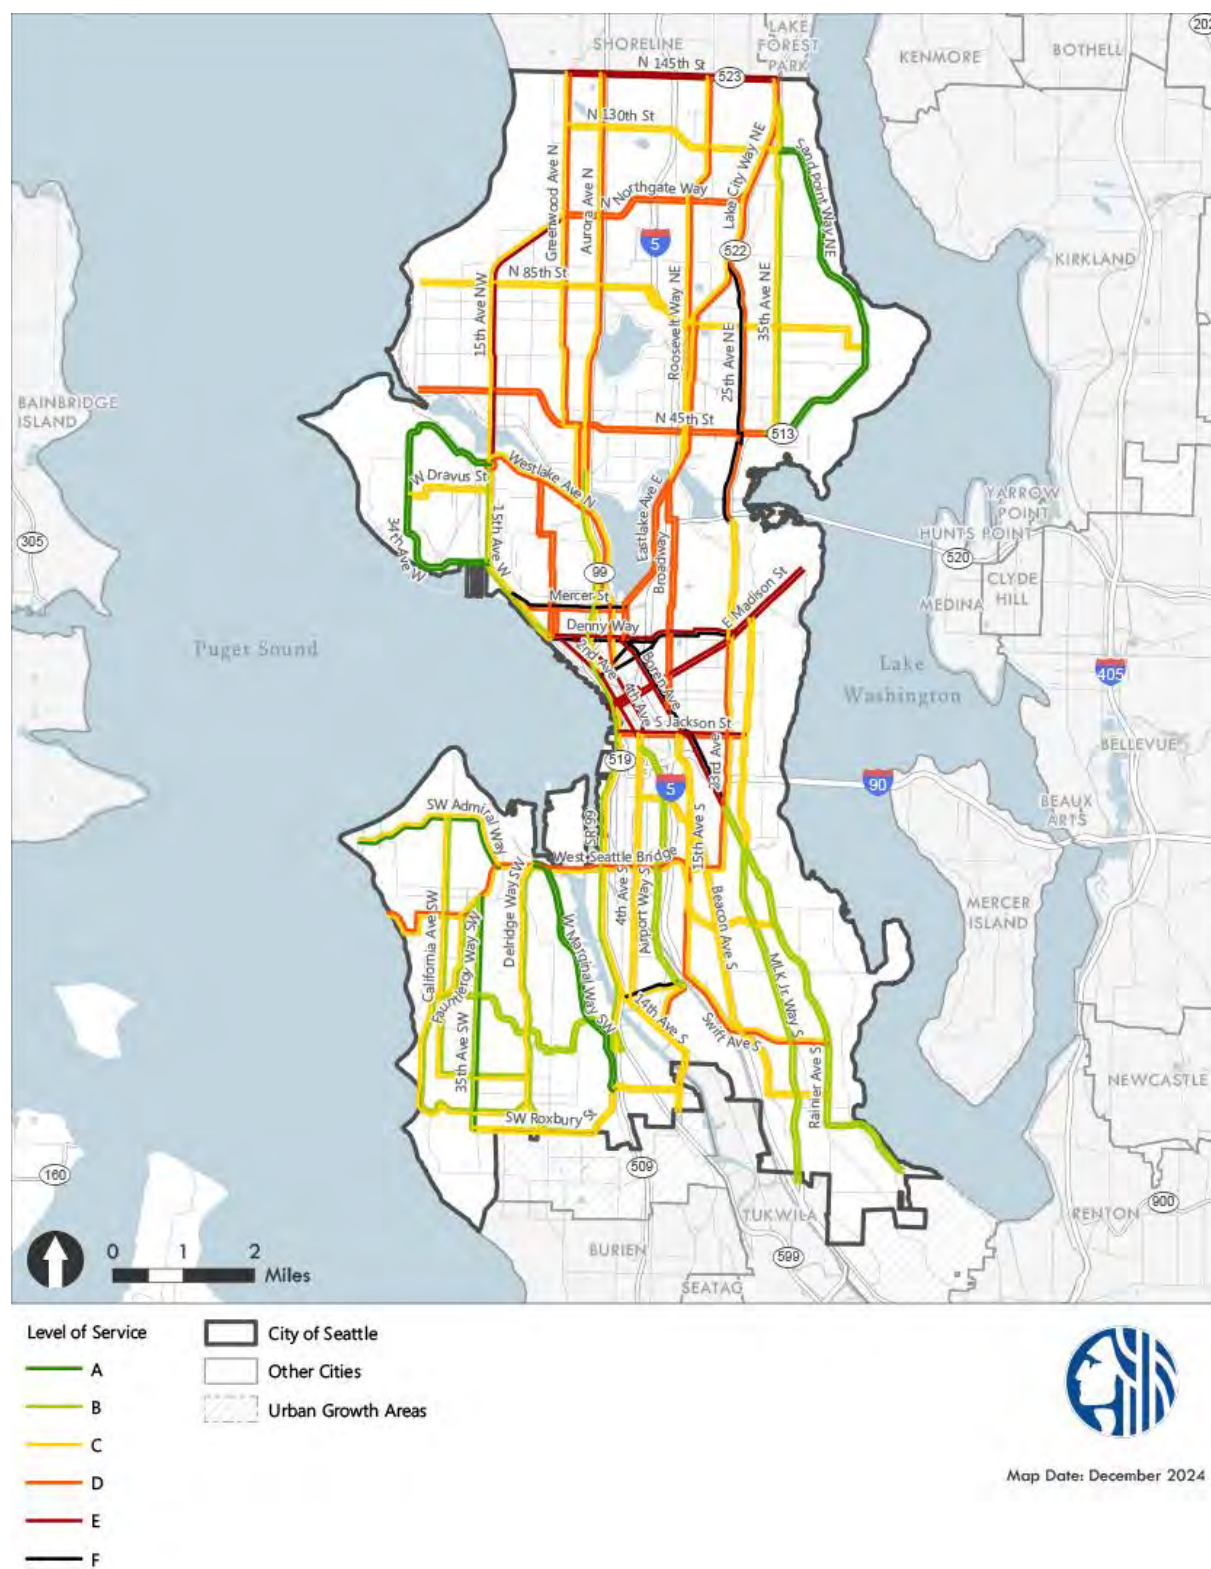 202
LAKE
FOREST
PARK
SHORELINE
KENMORE
BOTHELL
N 145th St
523
N 130th St
Greenwood Ave N
Aurora Ave N
N Northgate Way
Lake City Way NE
Sand Point Way NE
5
522
KIRKLAND
N 85th St
15th Ave NW
Roosevelt Way NE
25th Ave NE
35th Ave NE
BAINBRIDGE
ISLAND
N 45th St
513
W Dravus St
Westlake Ave N
Eastlake Ave E
YARROW
POINT
HUNTS POINT
305
34th Ave W
15th Ave W
520
99
Broadway
CLYDE
HILL
Mercer St
E Madison St
MEDINA
Denny Way
Puget Sound
2nd Ave
Boren Ave
4th Ave
Lake
Washington
405
S Jackson St
23rd Ave S
BELLEVUE
519
5
90
BEAUX
ARTS
SW Admiral Way
SR 99
15th Ave S
West Seattle Bridge
4th Ave S
Airport Way S
California Ave SW
Fauntleroy Way SW
Delridge Way SW
W Marginal Way SW
Beacon Ave S
MERCER
ISLAND
MLK Jr. Way S
35th Ave SW
14th Ave S
Swift Ave S
Rainier Ave S
NEWCASTLE
SW Roxbury St
160
509
900
TUKWILA
RENTON
BURIEN
599
SEATAC
0 1 2
Miles
Level of Service
A
B
C
D
E
F
City of Seattle
Other Cities
Urban Growth Areas
Map Date: December 2024